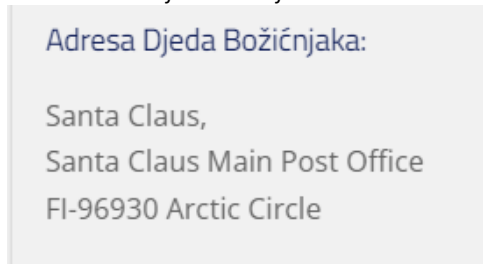 Adresa Djeda Božićnjaka:
Santa Claus,
Santa Claus Main Post Office
FI-96930 Arctic Circle